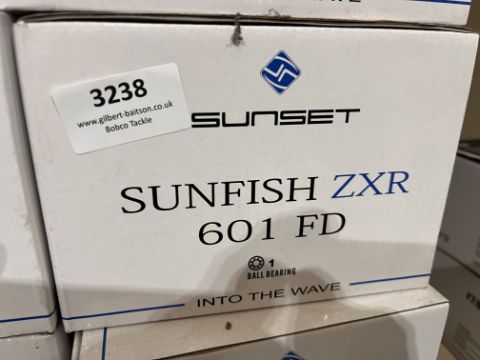 3238
www.gilbert-baitson.co.uk
Bobco Tackle
SUNSET
SUNFISH ZXR
601 FD
1
BALL BEARING
INTO THE WAVE